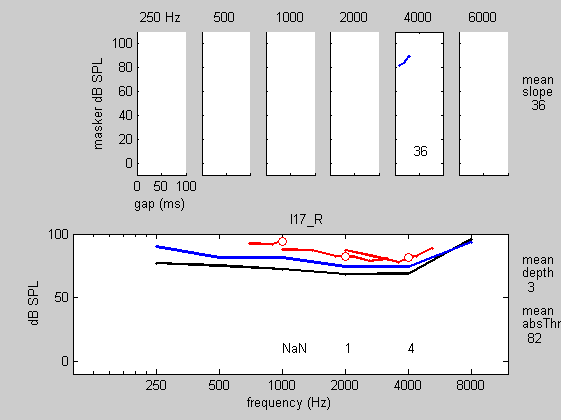 250 Hz 500 1000 2000 4000 6000
100
80
60
40
20
0
masker dB SPL
36
mean
slope
36
0 50 100
gap (ms)
I17_R
100
50
0
dB SPL
NaN 1 4
mean
depth
3
mean
absThr
82
250 500 1000 2000 4000 8000
frequency (Hz)